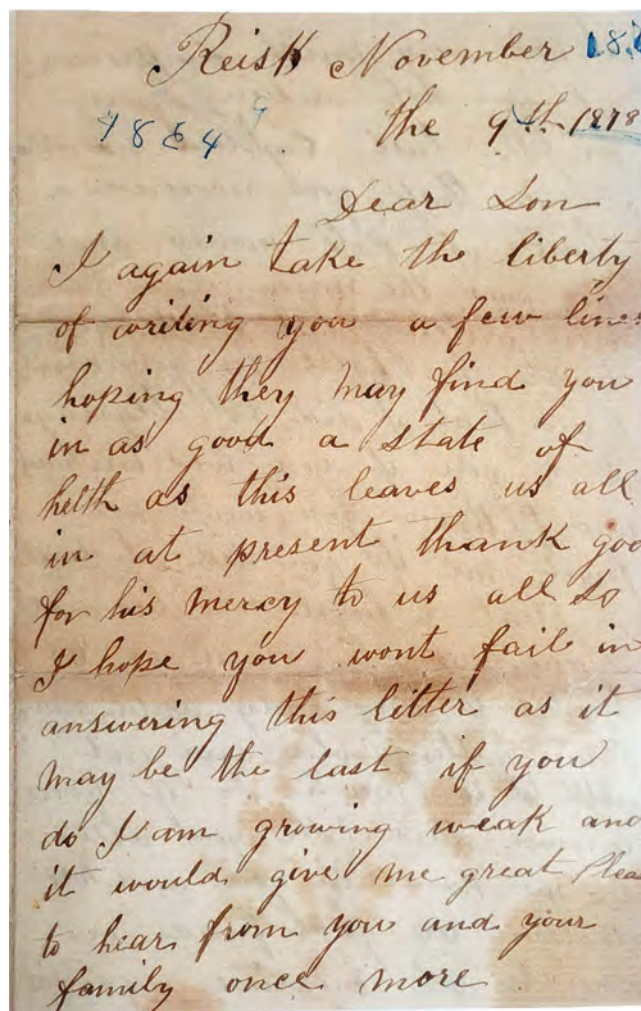 Reisk November 18
the 9th 1878
Dear Son
I again take the liberty
of writing you a few lines
hoping they may find you
in as good a state of
helth as this leaves us all
in at present thank god
for his mercy to us all So
I hope you wont fail in
answering this letter as it
may be the last if you
do I am growing weak and
it would give me great Plea
to hear from you and your
family once more